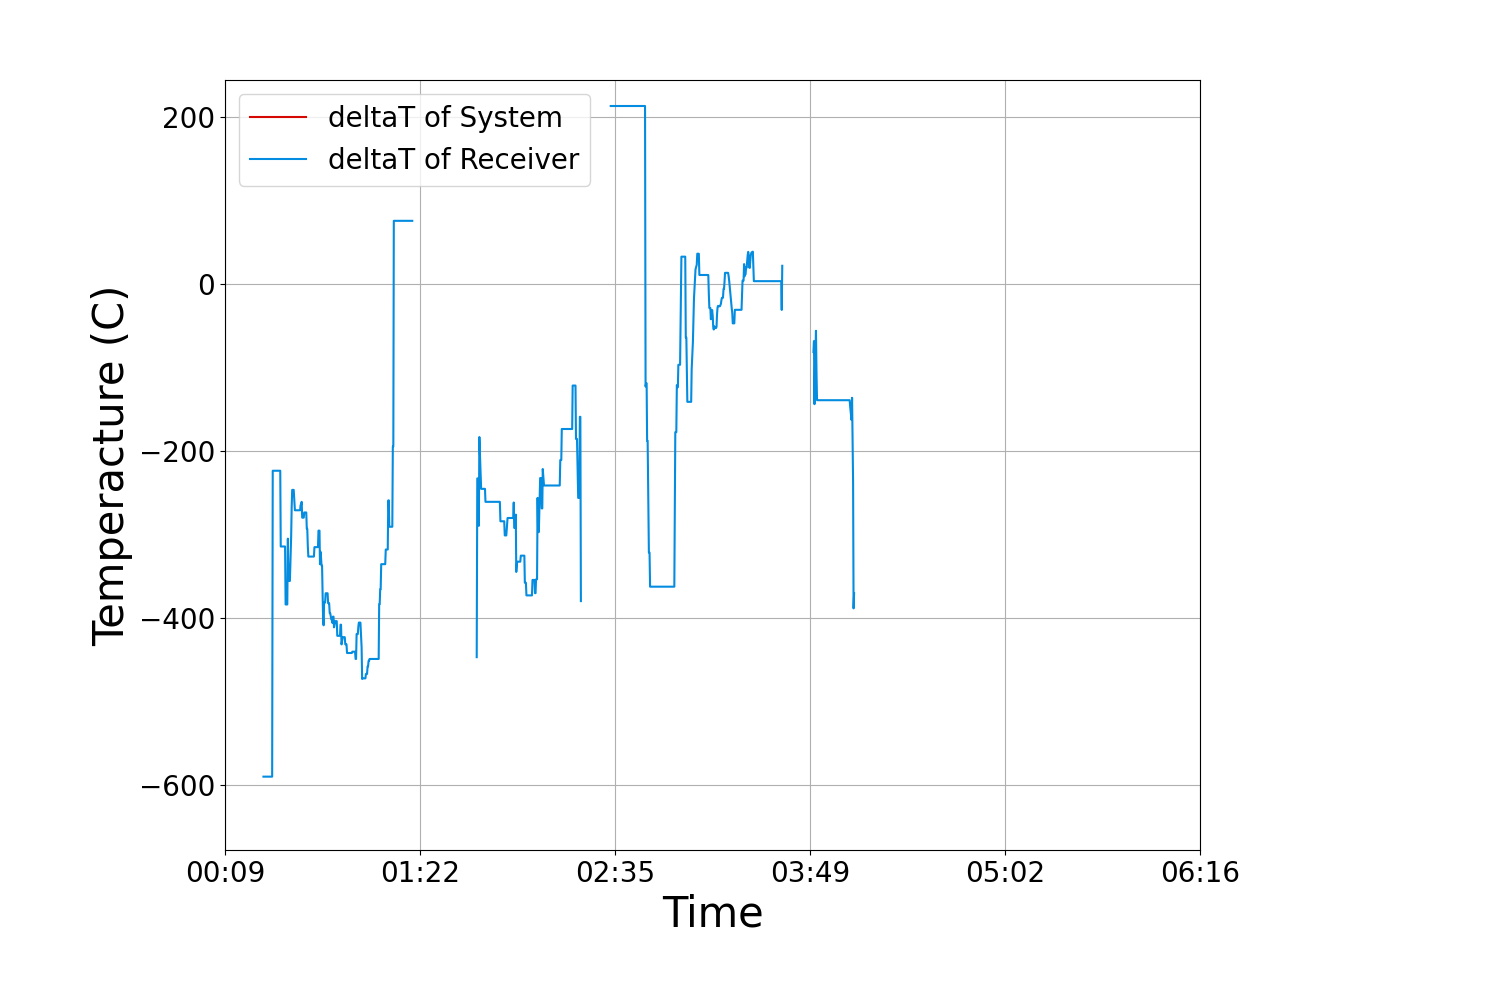 deltaT of System
deltaT of Receiver
200
0
−200
−400
−600
Temperacture (C)
00:09 01:22 02:35 03:49 05:02 06:16
Time